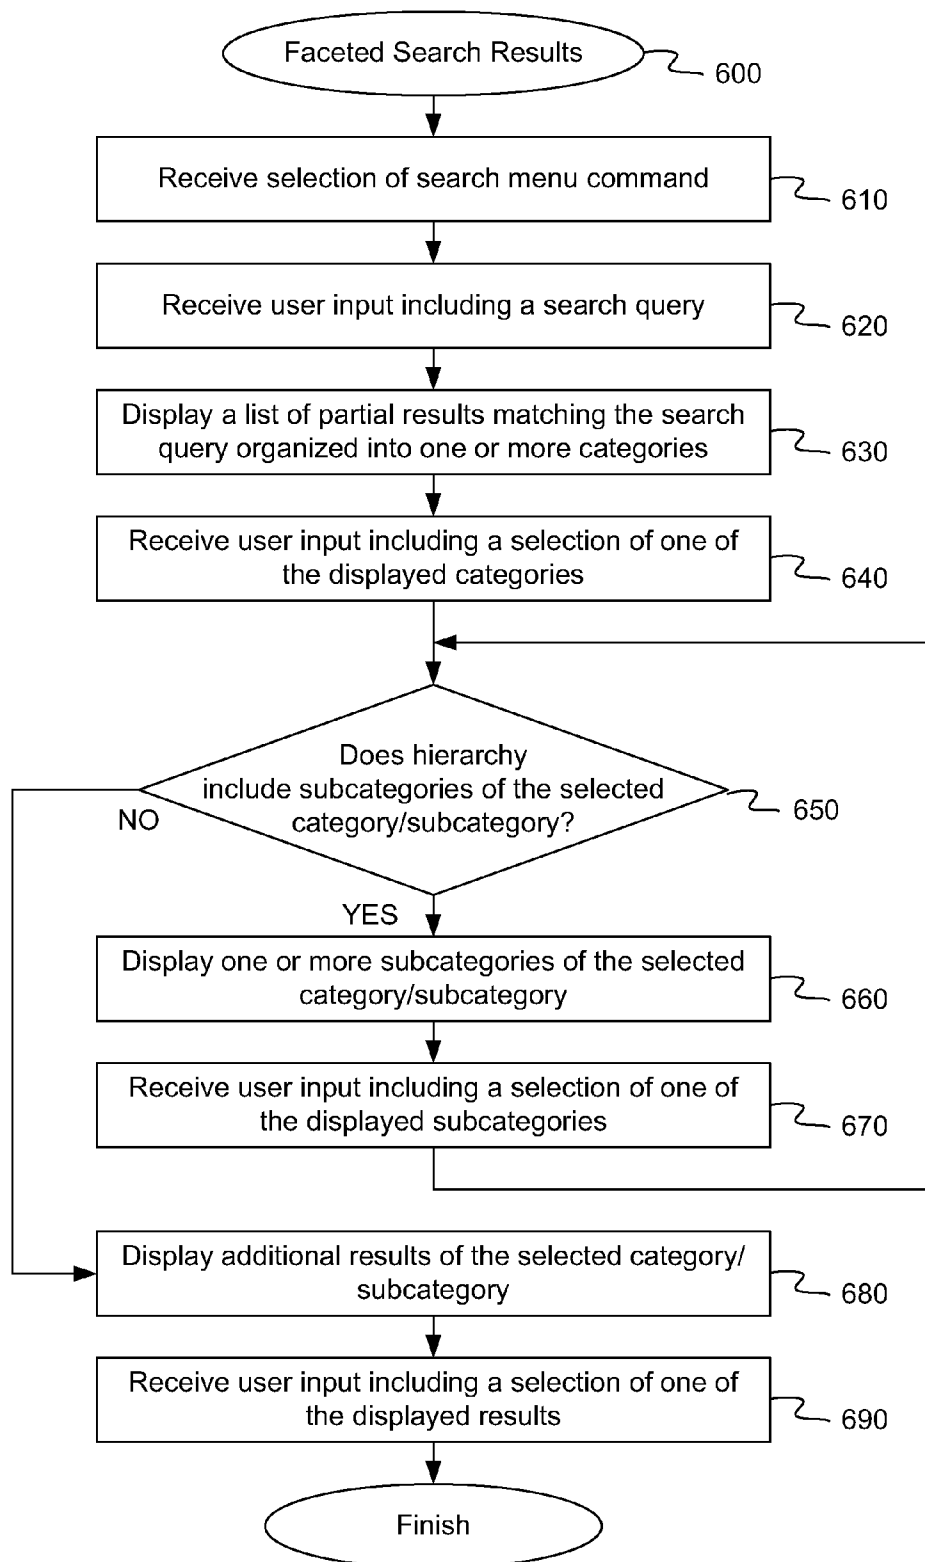 Faceted Search Results
600
Receive selection of search menu command
610
Receive user input including a search query
620
Display a list of partial results matching the search
query organized into one or more categories
630
Receive user input including a selection of one of
the displayed categories
640
Does hierarchy
include subcategories of the selected
category/subcategory?
650
NO
YES
Display one or more subcategories of the selected
category/subcategory
660
Receive user input including a selection of one of
the displayed subcategories
670
Display additional results of the selected category/
subcategory
680
Receive user input including a selection of one of
the displayed results
690
Finish